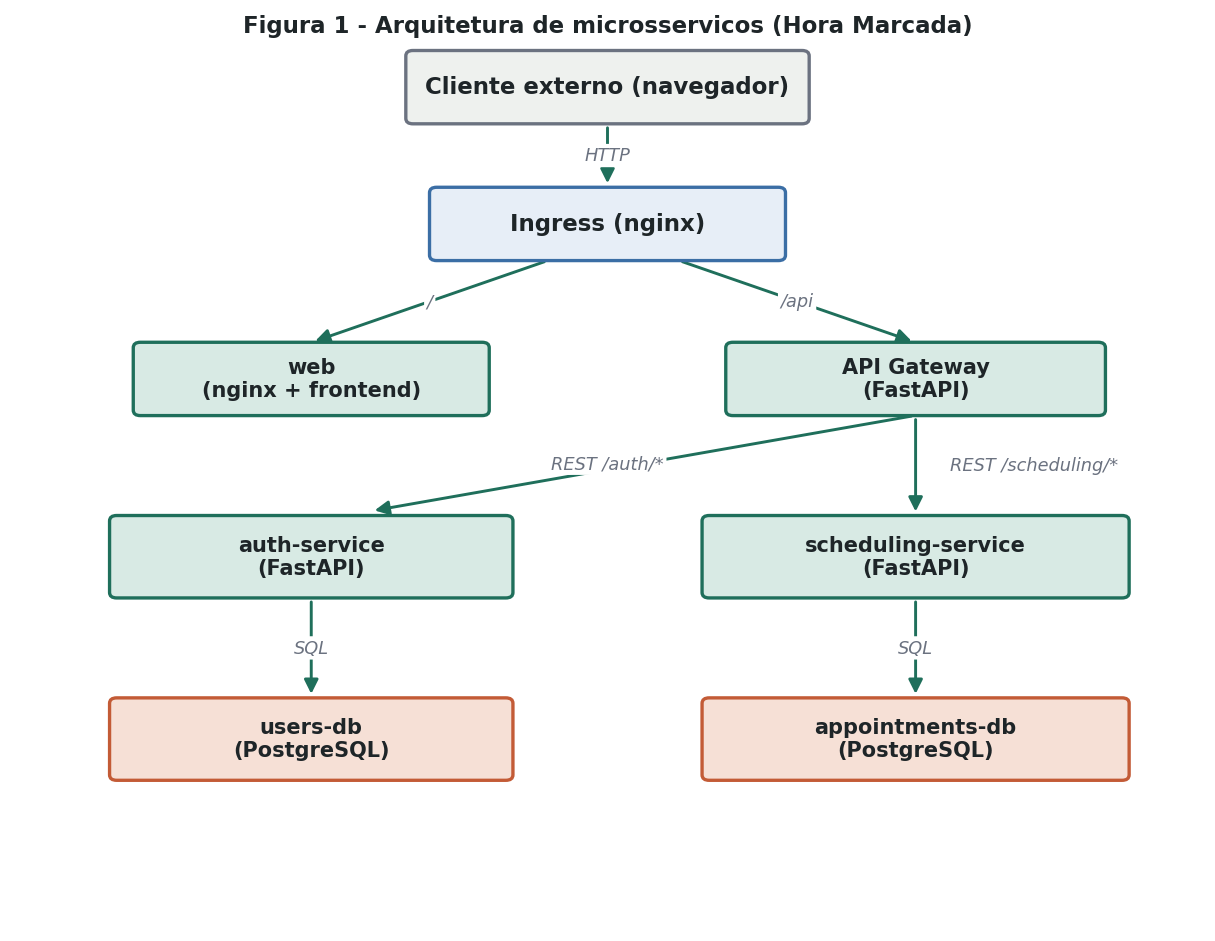 Figura 1 - Arquitetura de microsservicos (Hora Marcada)
Cliente externo (navegador)
HTTP
Ingress (nginx)
/
/api
web
(nginx + frontend)
API Gateway
(FastAPI)
REST /auth/*
REST /scheduling/*
auth-service
(FastAPI)
scheduling-service
(FastAPI)
SQL
SQL
users-db
(PostgreSQL)
appointments-db
(PostgreSQL)